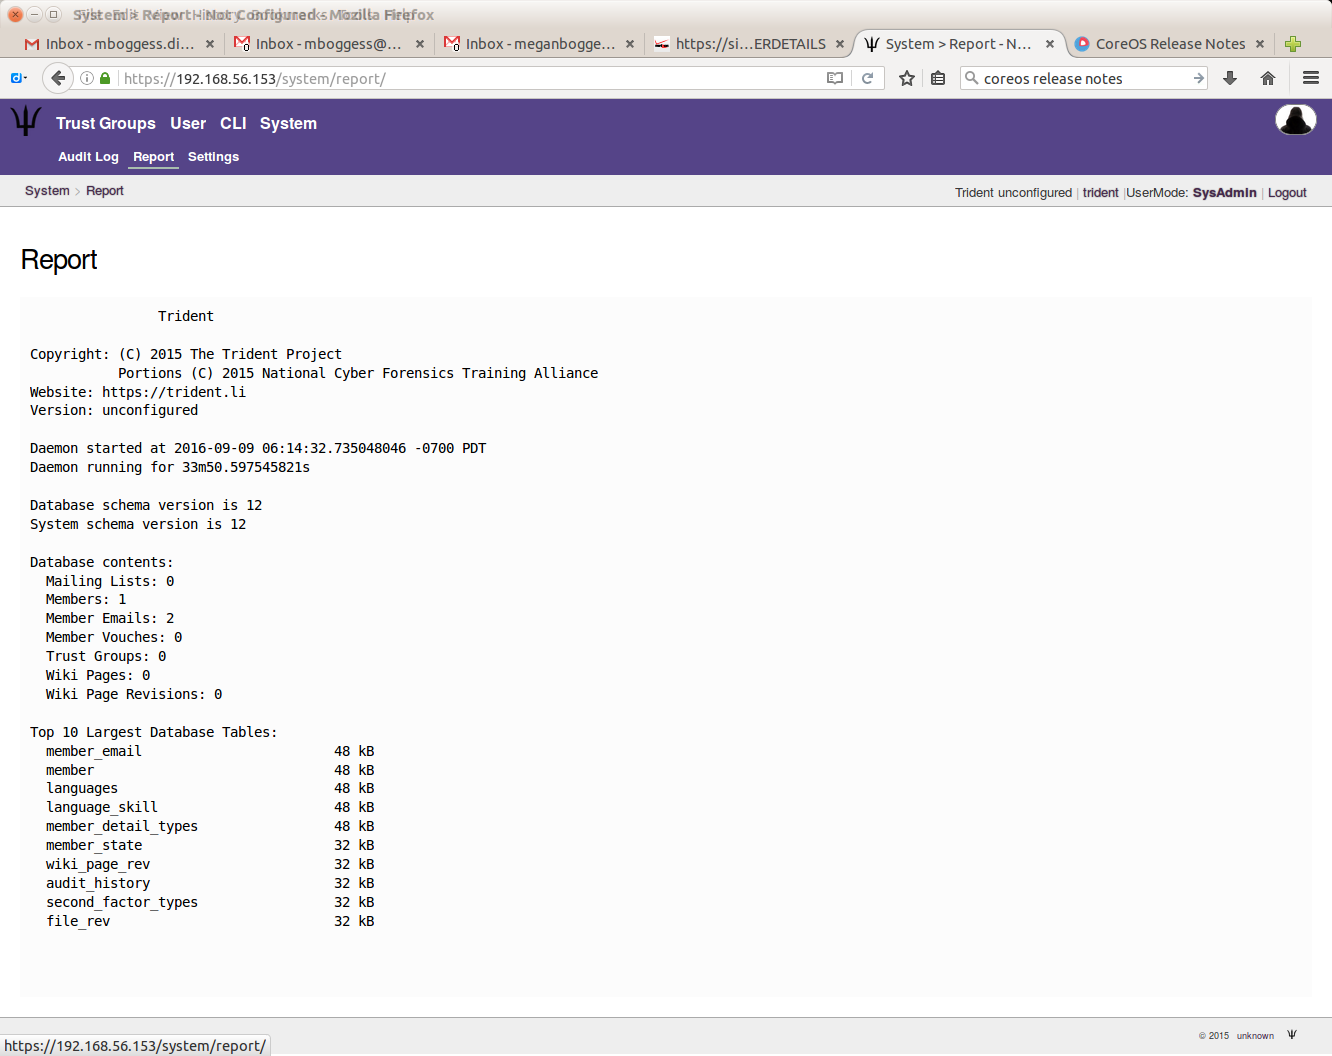 System > Report - Not Configured - Mozilla Firefox
Inbox - mboggess.di...
Inbox - mboggess@...
Inbox - meganbogge...
https://si...ERDETAILS
System > Report - N...
CoreOS Release Notes
https://192.168.56.153/system/report/
coreos release notes
Trust Groups User CLI System
Audit Log Report Settings
System > Report
Trident unconfigured | trident |UserMode: SysAdmin | Logout
Report
Trident
Copyright: (C) 2015 The Trident Project
Portions (C) 2015 National Cyber Forensics Training Alliance
Website: https://trident.li
Version: unconfigured
Daemon started at 2016-09-09 06:14:32.735048046 -0700 PDT
Daemon running for 33m50.597545821s
Database schema version is 12
System schema version is 12
Database contents:
Mailing Lists: 0
Members: 1
Member Emails: 2
Member Vouches: 0
Trust Groups: 0
Wiki Pages: 0
Wiki Page Revisions: 0
Top 10 Largest Database Tables:
member_email 48 kB
member 48 kB
languages 48 kB
language_skill 48 kB
member_detail_types 48 kB
member_state 32 kB
wiki_page_rev 32 kB
audit_history 32 kB
second_factor_types 32 kB
file_rev 32 kB
© 2015 unknown
https://192.168.56.153/system/report/